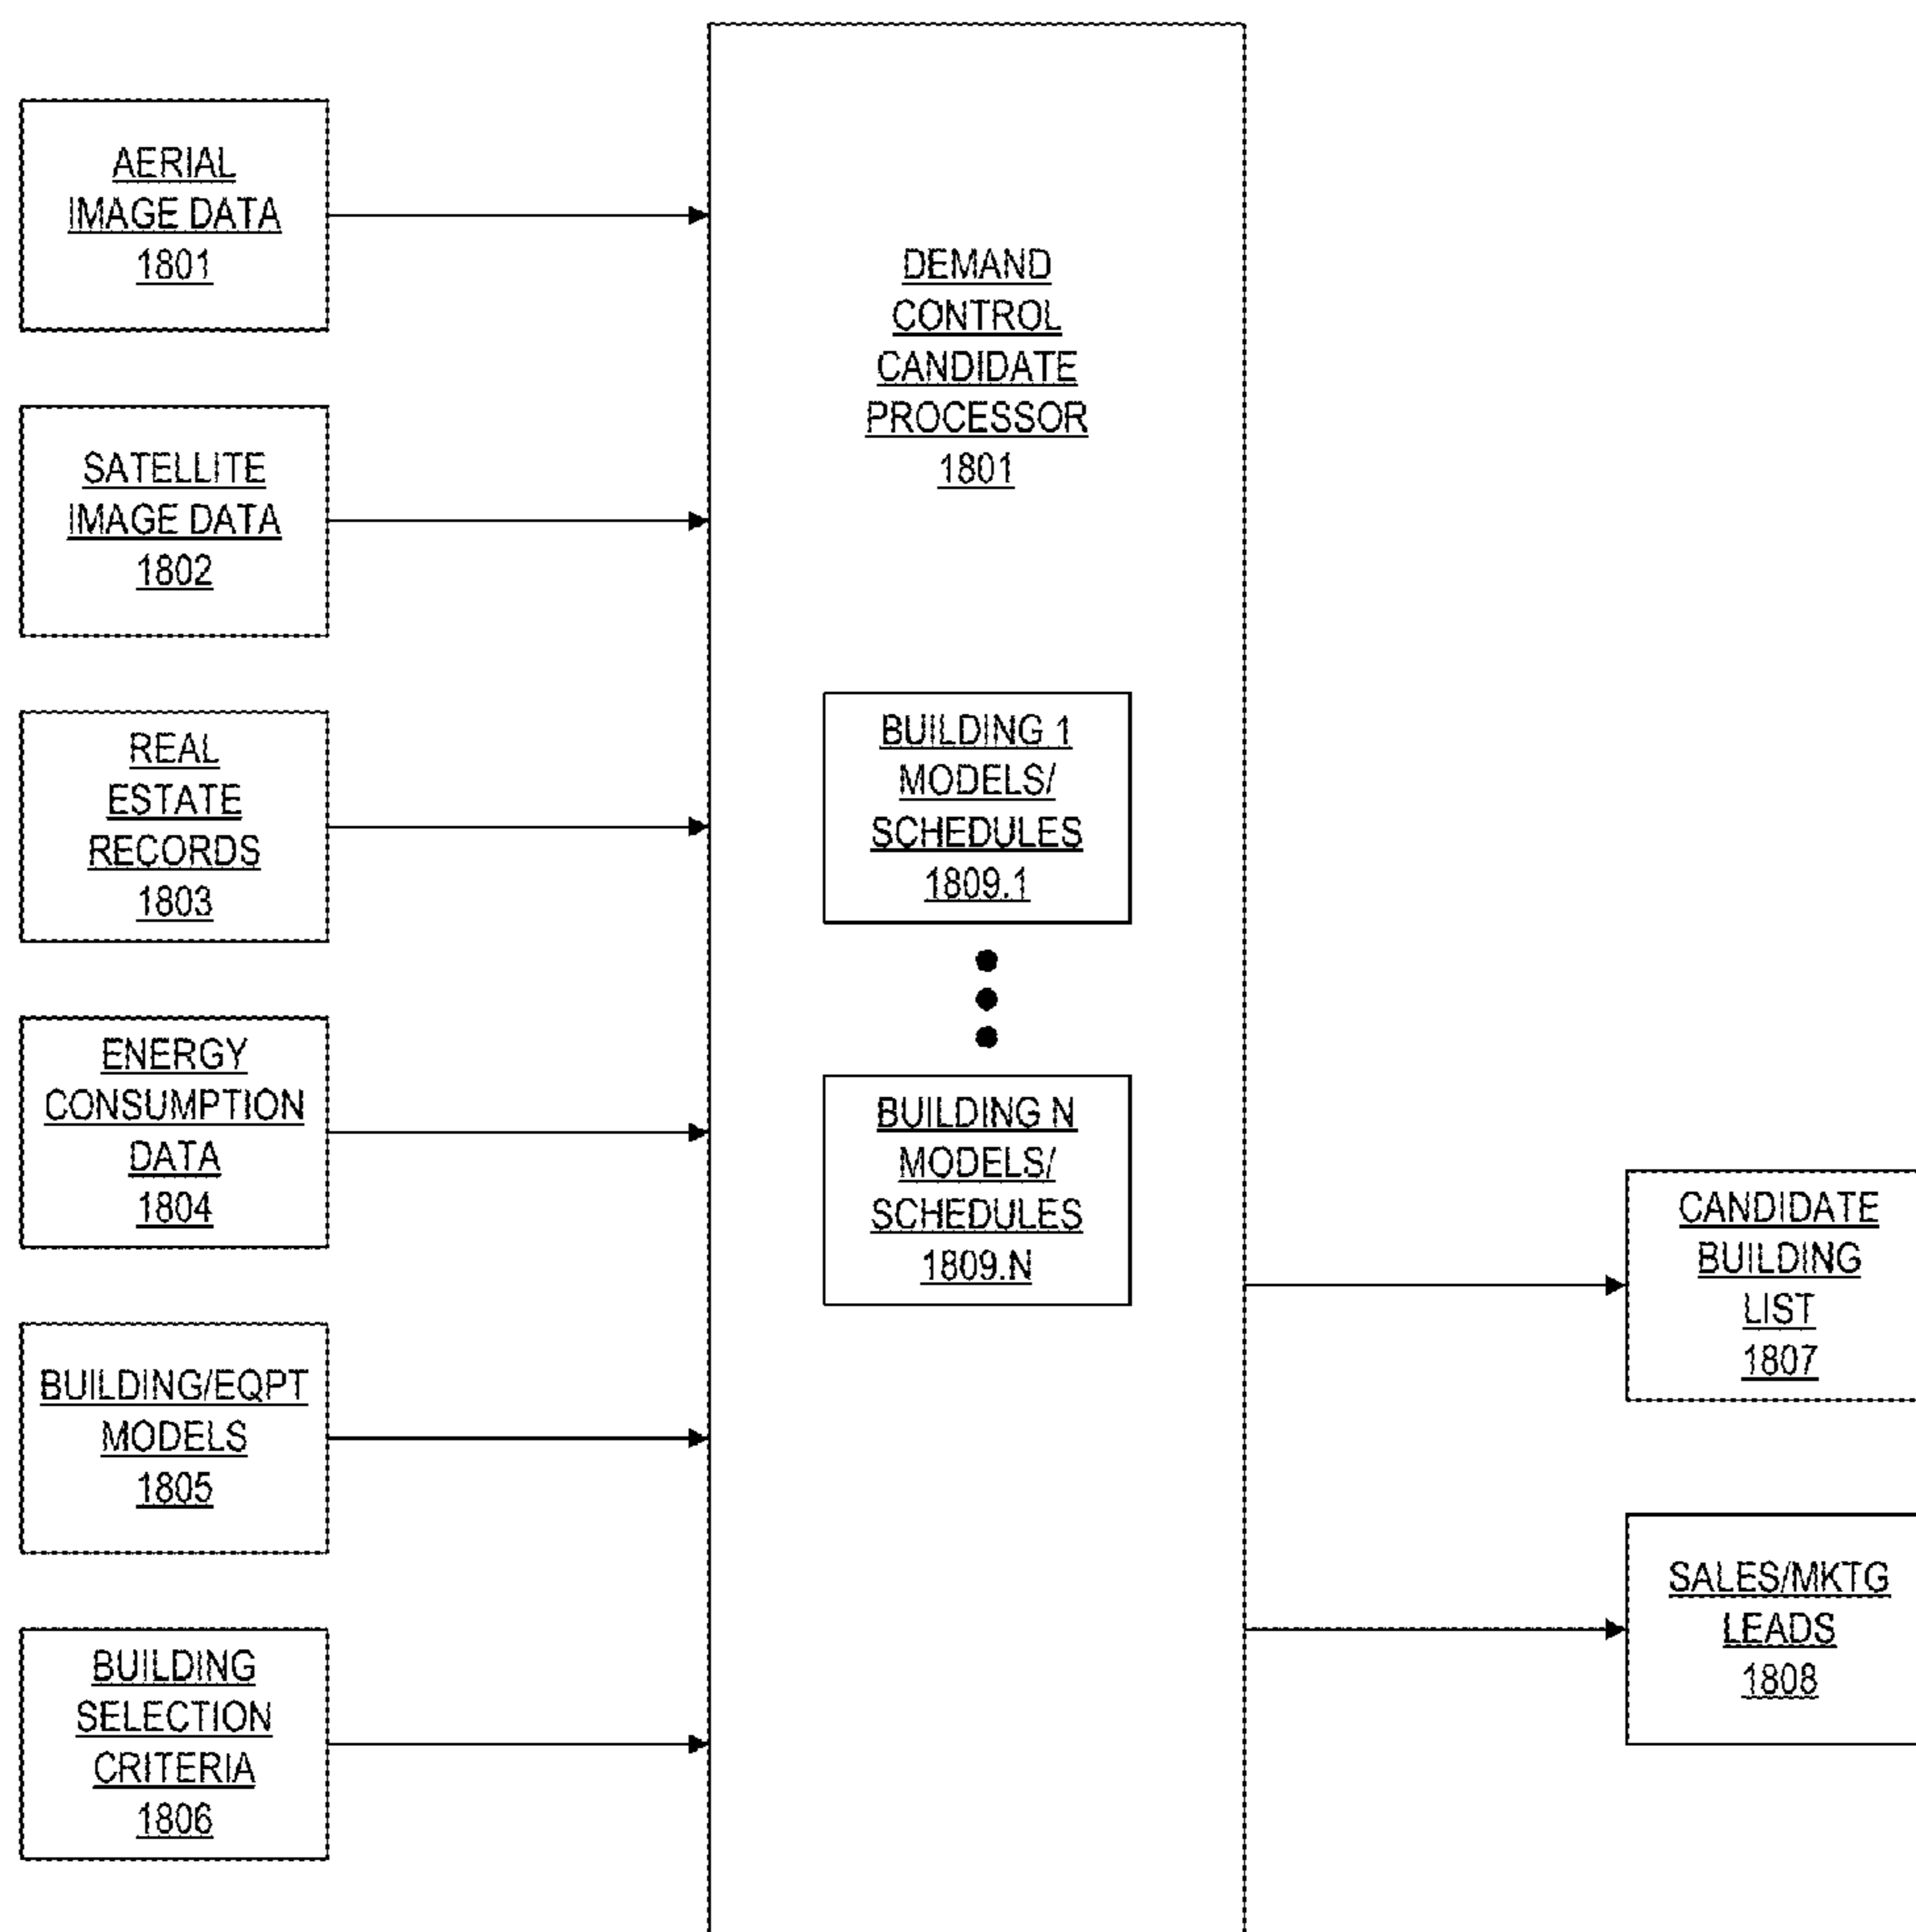 AERIAL
IMAGE DATA
1801
SATELLITE
IMAGE DATA
1802
REAL
ESTATE
RECORDS
1803
ENERGY
CONSUMPTION
DATA
1804
BUILDING/EQPT
MODELS
1805
BUILDING
SELECTION
CRITERIA
1806
DEMAND
CONTROL
CANDIDATE
PROCESSOR
1801
BUILDING 1
MODELS/
SCHEDULES
1809.1
BUILDING N
MODELS/
SCHEDULES
1809.N
CANDIDATE
BUILDING
LIST
1807
SALES/MKTG
LEADS
1808